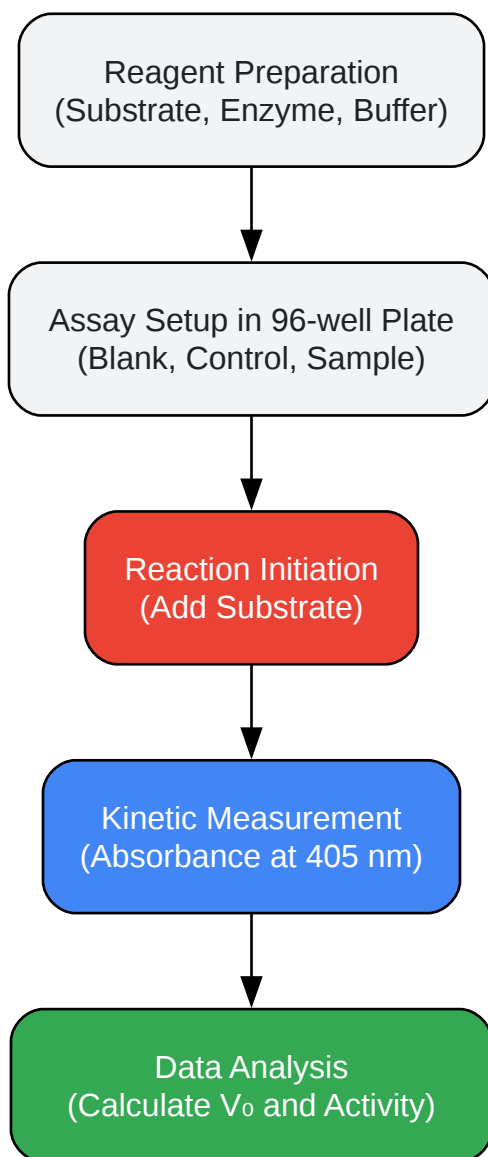 Reagent Preparation
(Substrate, Enzyme, Buffer)
Assay Setup in 96-well Plate
(Blank, Control, Sample)
Reaction Initiation
(Add Substrate)
Kinetic Measurement
(Absorbance at 405 nm)
Data Analysis
(Calculate V₀ and Activity)